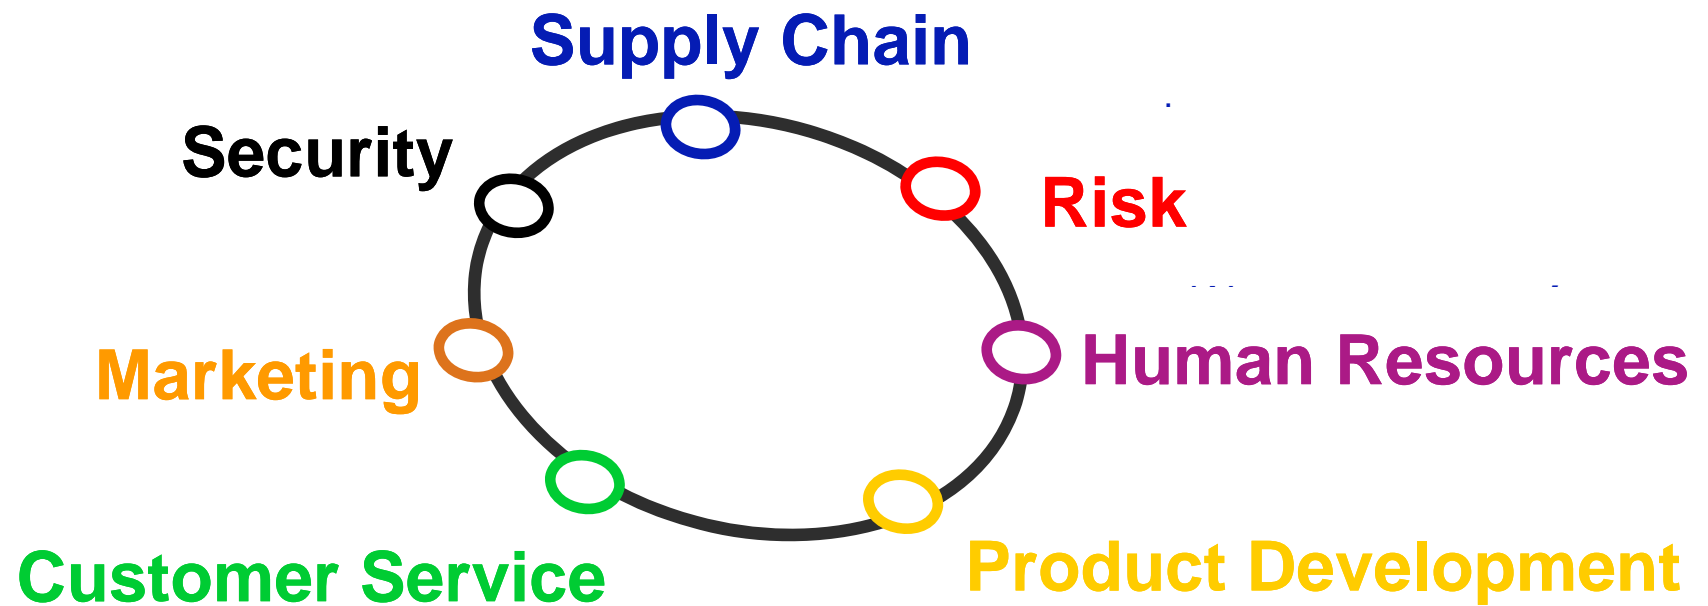 Supply Chain
Security
Risk
Human Resources
Marketing
Product Development
Customer Service